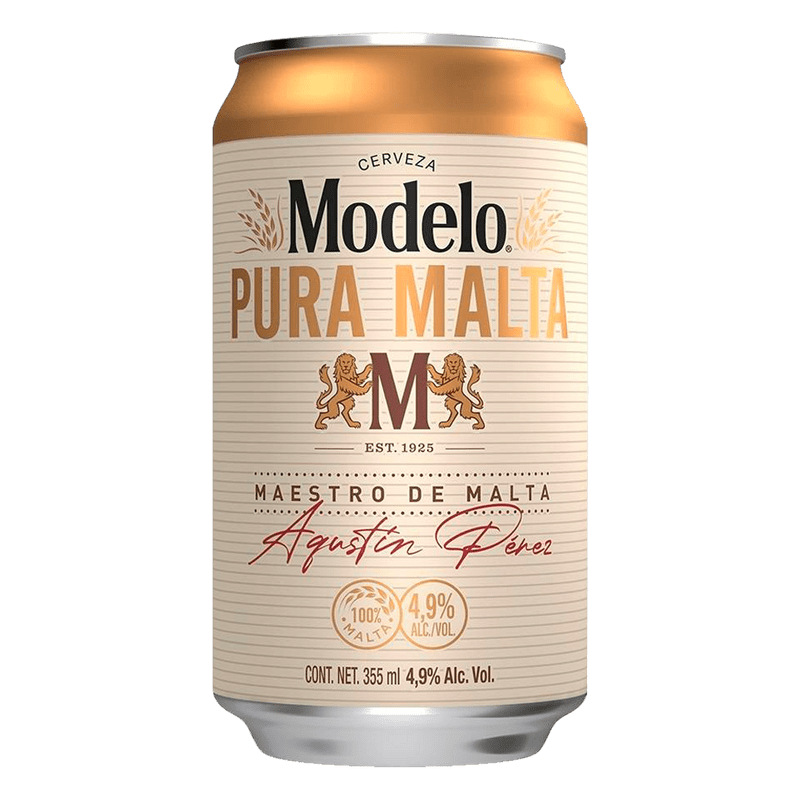 CERVEZA
Modelo®
PURA MALTA
M
EST. 1925
MAESTRO DE MALTA
Agustín Pérez
100%
MALTA
4,9%
ALC./VOL.
CONT. NET. 355 ml 4,9% Alc. Vol.